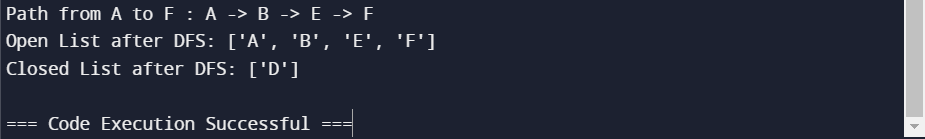 Path from A to F : A -> B -> E -> F
Open List after DFS: ['A', 'B', 'E', 'F']
Closed List after DFS: ['D']
=== Code Execution Successful ===